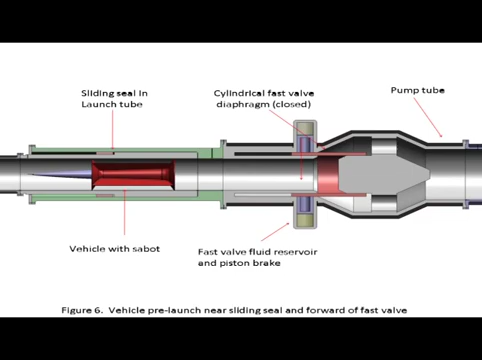 Sliding seal in
Launch tube
Cylindrical fast valve
diaphragm (closed)
Pump tube
Vehicle with sabot
Fast valve fluid reservoir
and piston brake
Figure 6.  Vehicle pre-launch near sliding seal and forward of fast valve